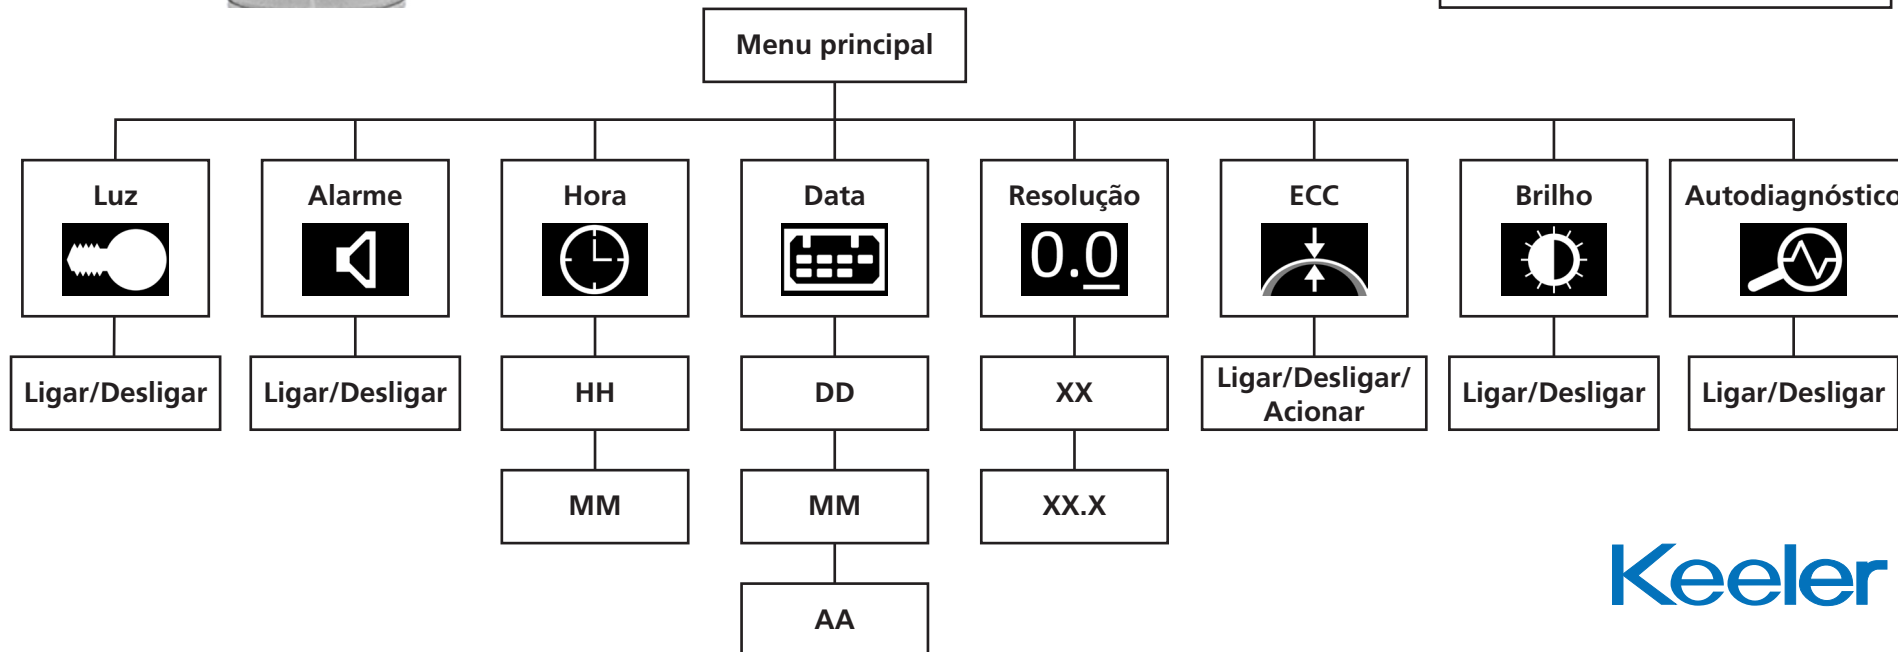 Menu principal
Luz
Alarme
Hora
Data
Resolução
ECC
Brilho
Autodiagnóstico
0.0
Ligar/Desligar
Ligar/Desligar
HH
DD
XX
Ligar/Desligar/
Acionar
Ligar/Desligar
Ligar/Desligar
MM
MM
XX.X
AA
Keeler